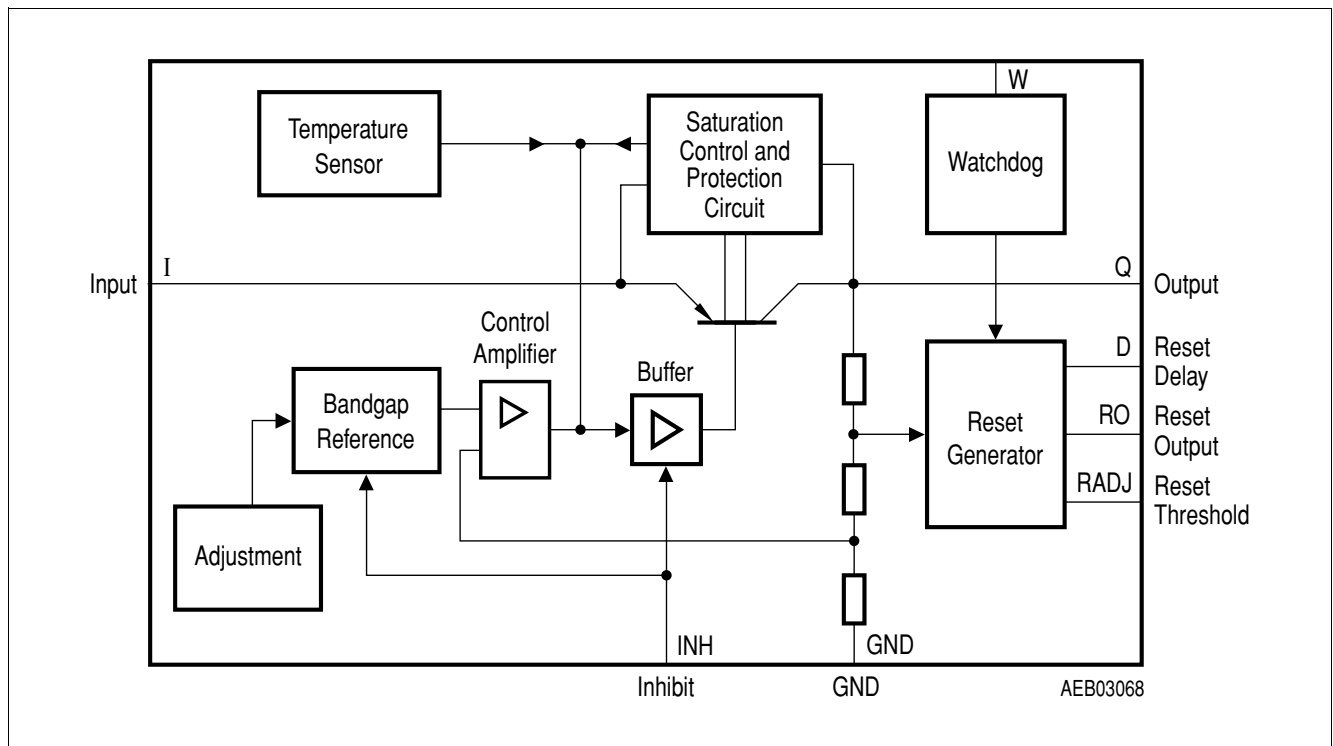 W
Temperature
Sensor
Saturation
Control and
Protection
Circuit
Watchdog
Input
I
Q
Output
Control
Amplifier
Buffer
Bandgap
Reference
D
Reset
Delay
Reset
Generator
RO
Reset
Output
RADJ
Reset
Threshold
Adjustment
INH
GND
Inhibit
GND
AEB03068